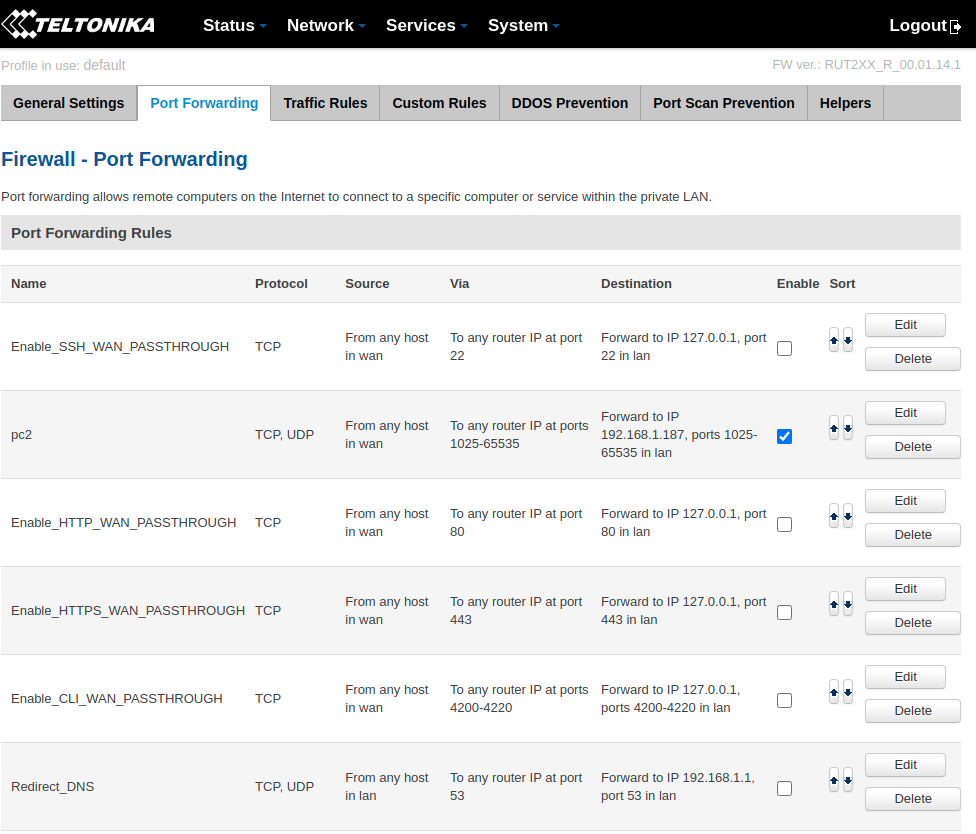 TELTONIKA Status Network Services System Logout
Profile in use: default FW ver.: RUT2XX_R_00.01.14.1
General Settings Port Forwarding Traffic Rules Custom Rules DDOS Prevention Port Scan Prevention Helpers
Firewall - Port Forwarding
Port forwarding allows remote computers on the Internet to connect to a specific computer or service within the private LAN.
Port Forwarding Rules
Name Protocol Source Via Destination Enable Sort
Enable_SSH_WAN_PASSTHROUGH TCP From any host To any router IP at port Forward to IP 127.0.0.1, port Edit
in wan 22 22 in lan Delete
pc2 TCP, UDP From any host To any router IP at ports Forward to IP Edit
in wan 1025-65535 192.168.1.187, ports 1025-
65535 in lan Delete
Enable_HTTP_WAN_PASSTHROUGH TCP From any host To any router IP at port Forward to IP 127.0.0.1, port Edit
in wan 80 80 in lan Delete
Enable_HTTPS_WAN_PASSTHROUGH TCP From any host To any router IP at port Forward to IP 127.0.0.1, port Edit
in wan 443 443 in lan Delete
Enable_CLI_WAN_PASSTHROUGH TCP From any host To any router IP at ports Forward to IP 127.0.0.1, Edit
in wan 4200-4220 ports 4200-4220 in lan Delete
Redirect_DNS TCP, UDP From any host To any router IP at port Forward to IP 192.168.1.1, Edit
in lan 53 port 53 in lan Delete